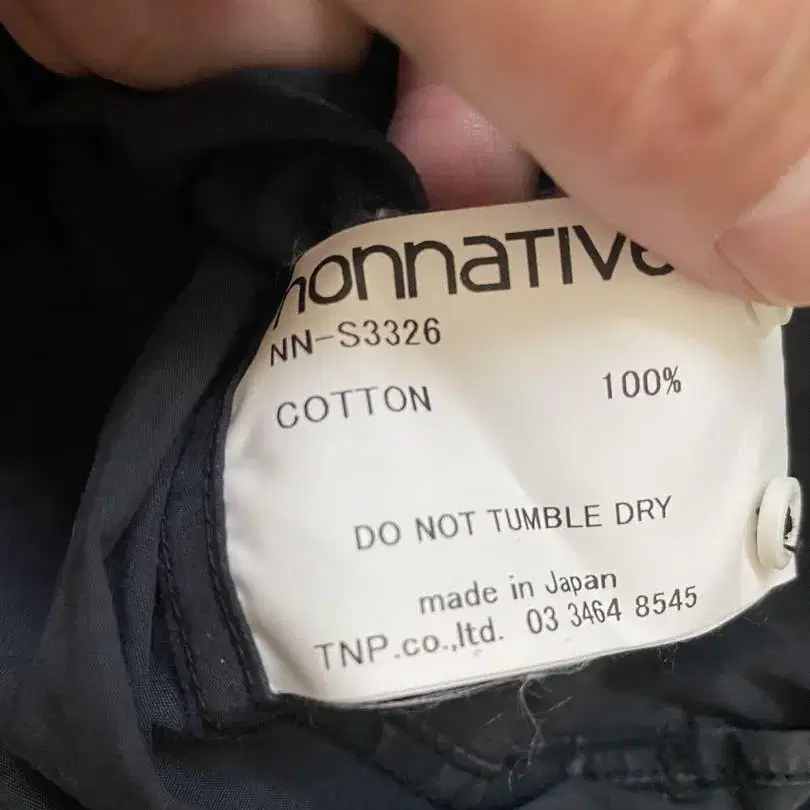 nonnative
NN-S3326
COTTON 100%
DO NOT TUMBLE DRY
made in Japan
TNP.co.,ltd. 03 3464 8545